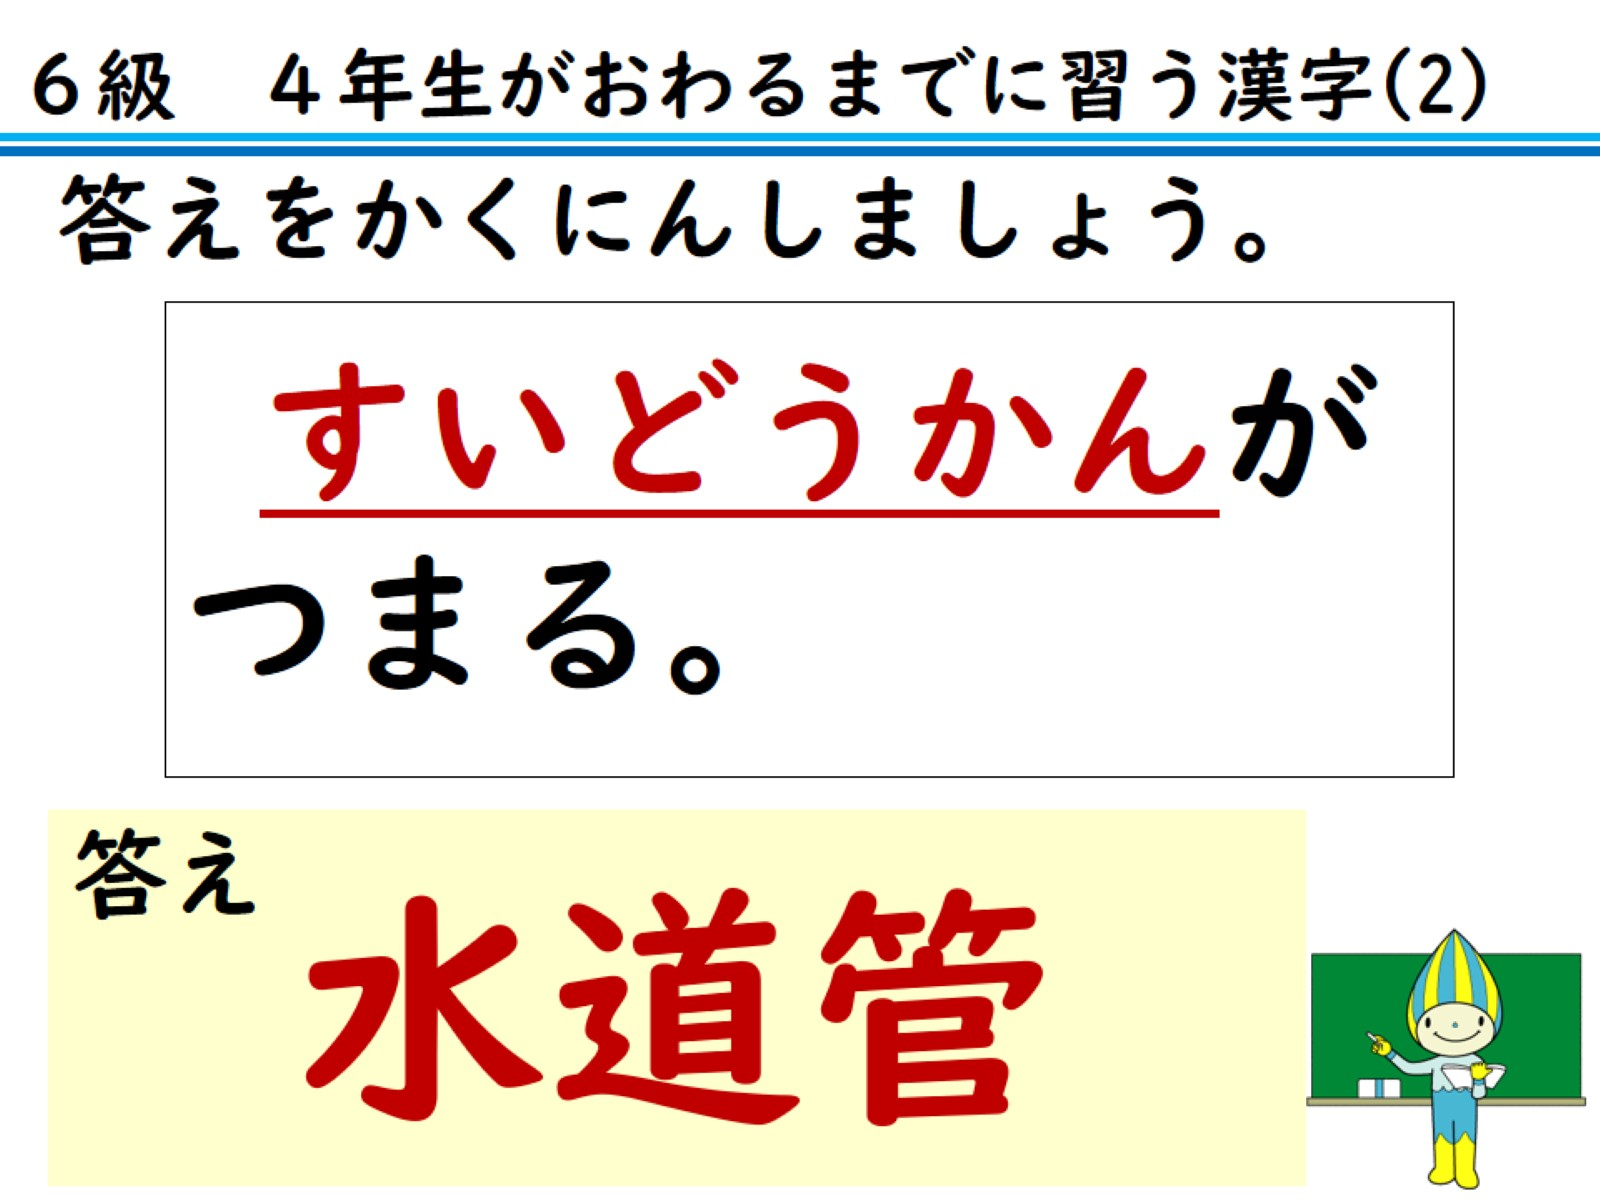 ６級　４年生がおわるまでに習う漢字(2)
答えをかくにんしましょう。
すいどうかんが
つまる。
答え
水道管